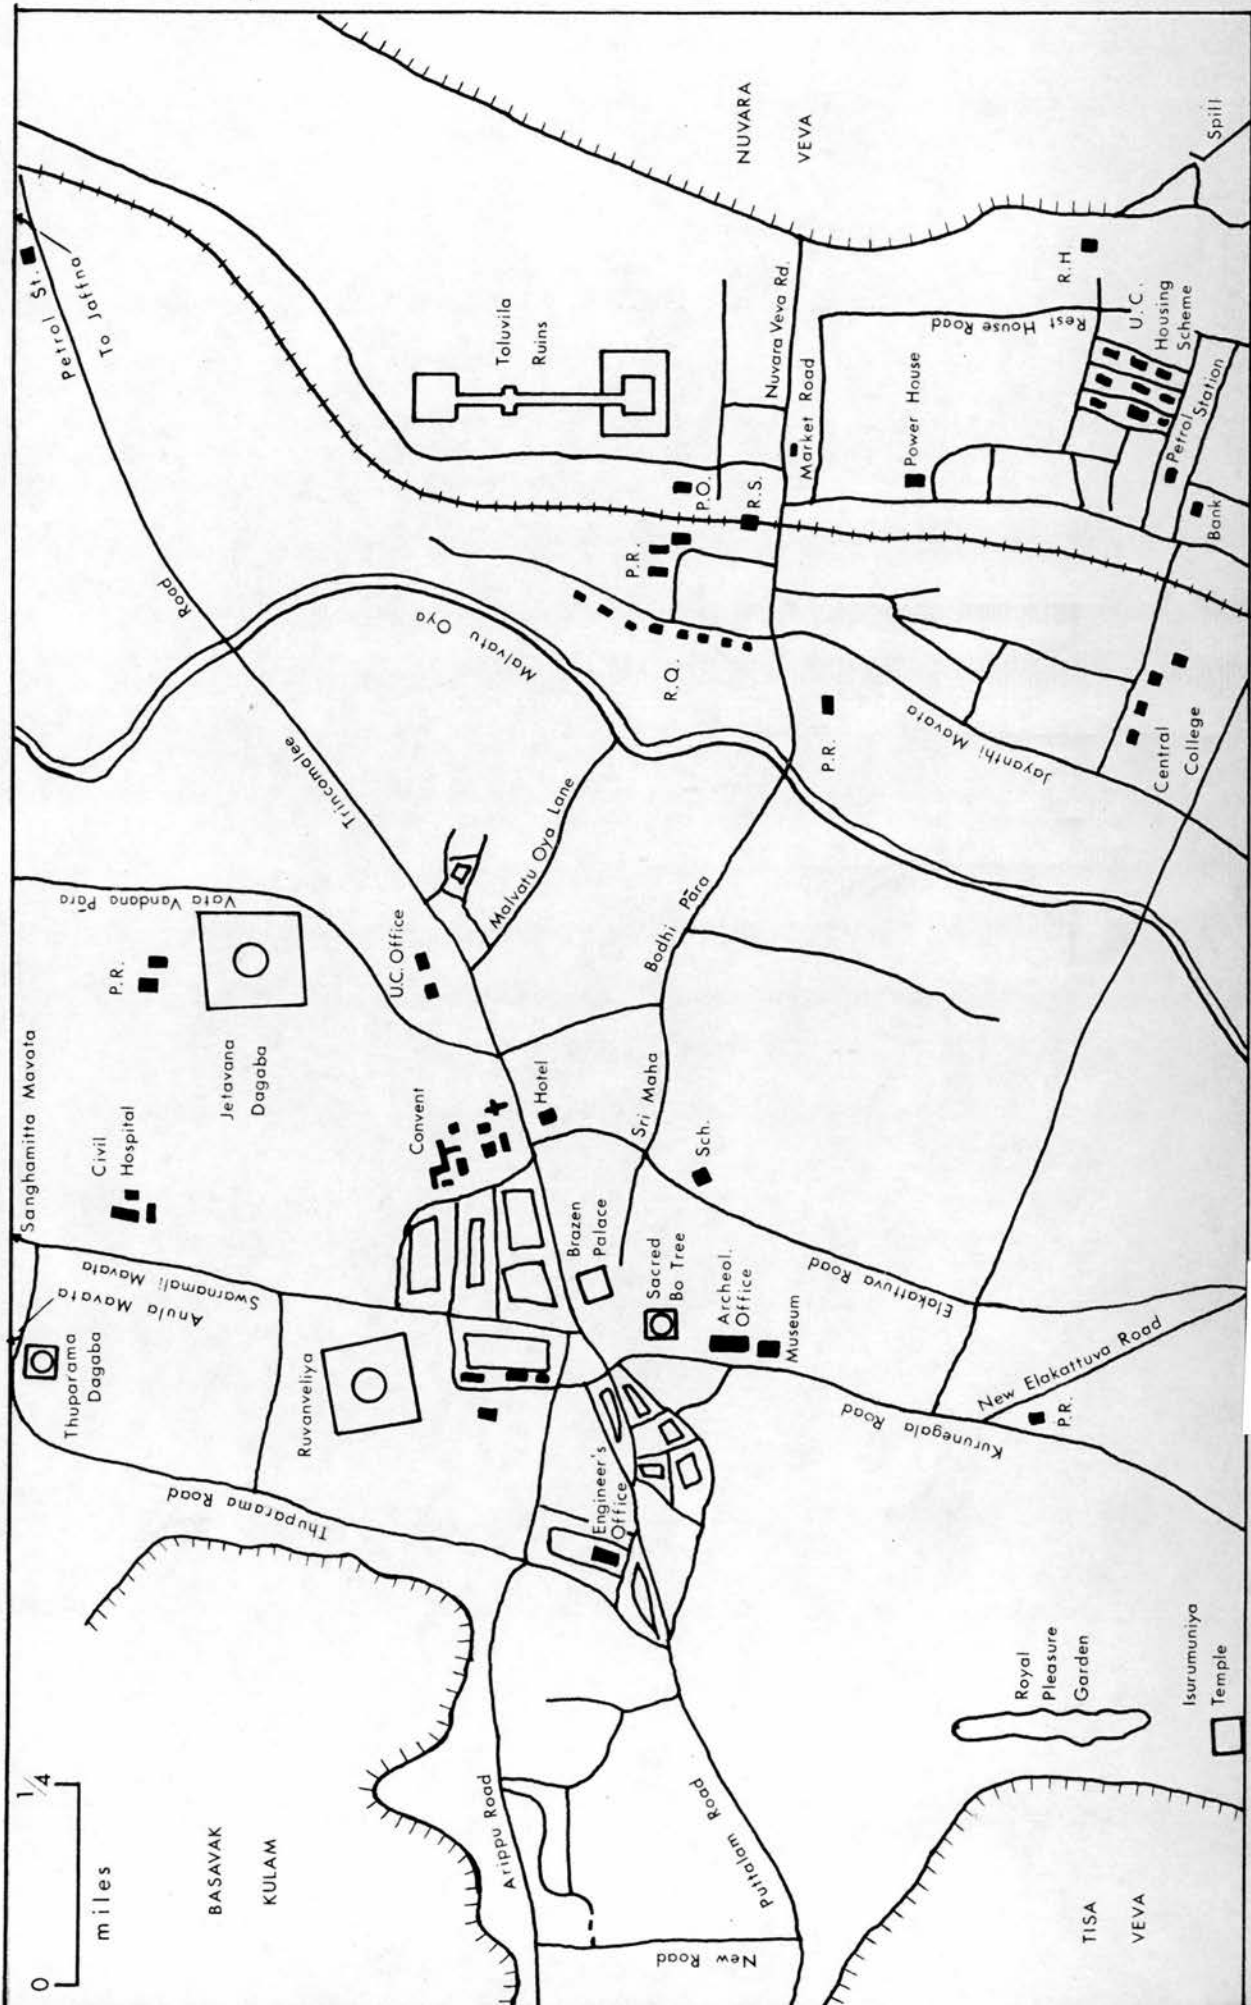 0 1/4
miles
BASAVAK
KULAM
Arippu Road
New Road
Puttalam Road
TISA
VEVA
Royal
Pleasure
Garden
Isurumuniya
Temple
Thuparama Road
Thuparama
Dagaba
Anula Mavata
Swarnamali Mavata
Sanghamitta Mavata
Ruvanveliya
Engineer's
Office
Civil
Hospital
Convent
Hotel
Brazen
Palace
Sacred
Bo Tree
Archeol.
Office
Museum
Kurunegala Road
New Elakattuva Road
P.R.
Elakattuva Road
Sch.
Sri Maha Bodhi Pāra
Jetavana
Dagaba
P.R.
Vata Vandana Pāra
U.C. Office
Malvatu Oya Lane
Trincomalee Road
Malvatu Oya
Petrol St.
To Jaffna
R.Q.
P.R.
P.R.
P.O.
R.S.
Toluvila
Ruins
NUVARA
VEVA
Nuvara Veva Rd.
Market Road
Power House
Rest House Road
R.H.
U.C.
Housing
Scheme
Petrol
Station
Bank
Spill
Jayanthi Mavata
Central
College